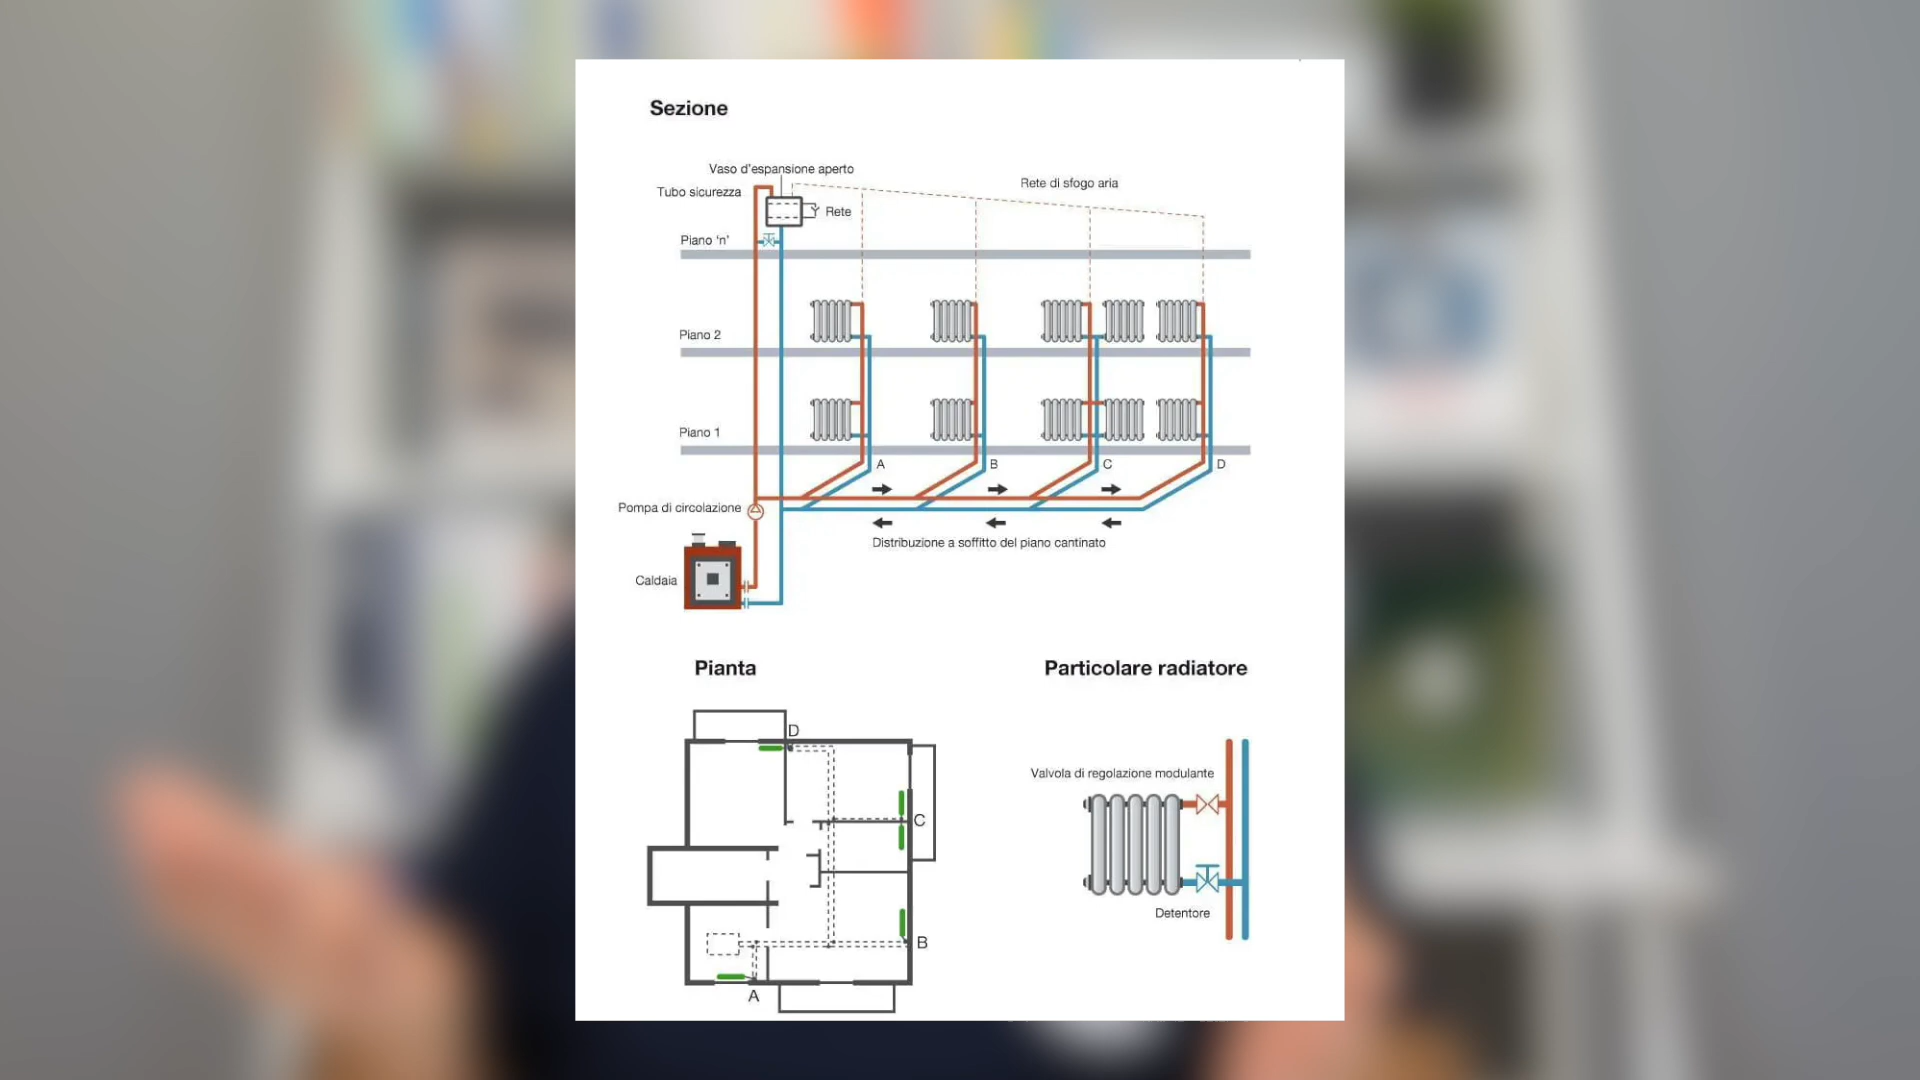 Sezione
Vaso d'espansione aperto
Tubo sicurezza
Rete di sfogo aria
Rete
Piano 'n'
Piano 2
Piano 1
A
B
C
D
Pompa di circolazione
Distribuzione a soffitto del piano cantinato
Caldaia
Pianta
Particolare radiatore
D
Valvola di regolazione modulante
C
Detentore
B
A